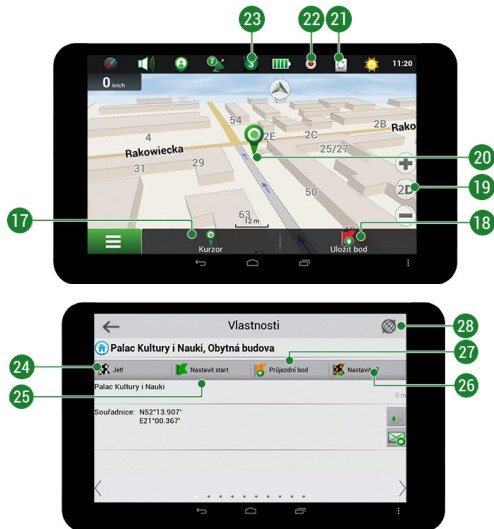 23
22
21
11:20
0 km/h
54
2E
2C
2B
Rako
4
Rakowiecka
31
29
25/27
50
63
12 m
20
2D
19
17
18
Kurzor
Uložit bod
Vlastnosti
28
Palac Kultury i Nauki, Obytná budova
27
24
Jet!
Nastavit start
Průjezdní bod
Nastavit
26
25
Palac Kultury i Nauki
0 m
Souřadnice: N52°13.907'
E21°00.367'